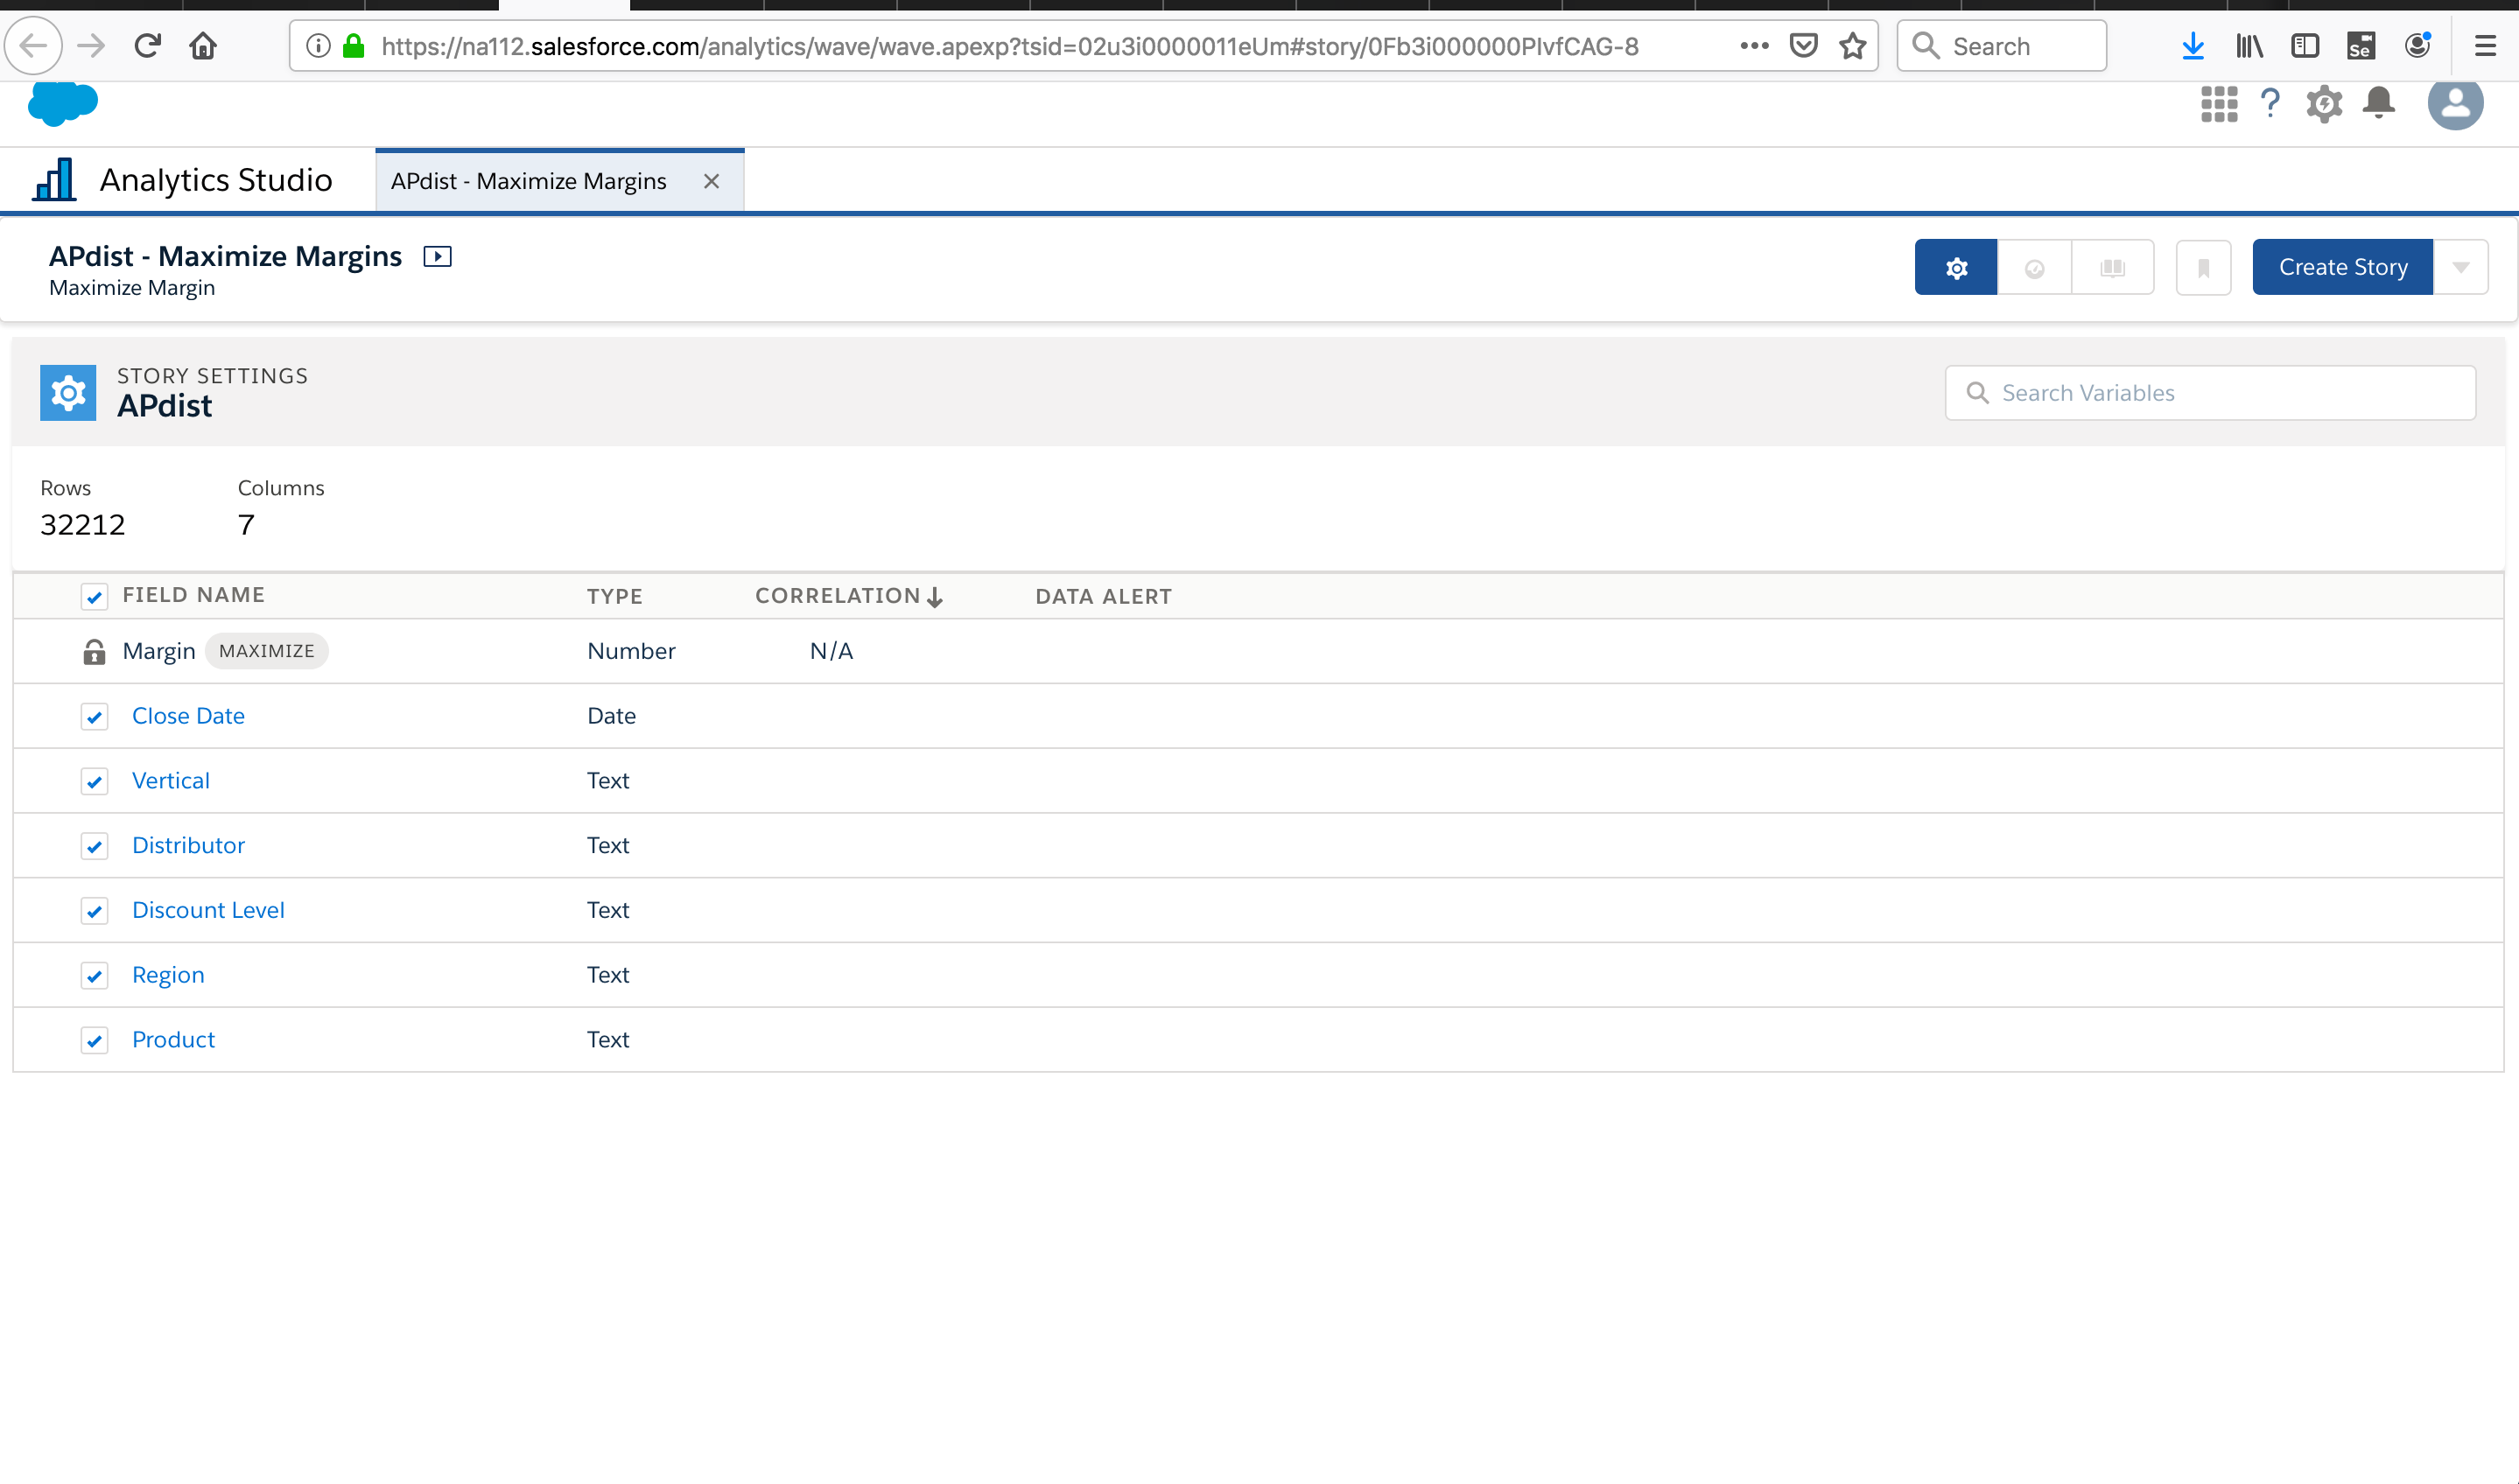 https://na112.salesforce.com/analytics/wave/wave.apexp?tsid=02u3i0000011eUm#story/0Fb3i000000PIvfCAG-8
Search
Se
?
Analytics Studio
APdist - Maximize Margins
APdist - Maximize Margins
Maximize Margin
Create Story
STORY SETTINGS
APdist
Search Variables
Rows Columns
32212 7
FIELD NAME TYPE CORRELATION DATA ALERT
Margin MAXIMIZE Number N/A
Close Date Date
Vertical Text
Distributor Text
Discount Level Text
Region Text
Product Text